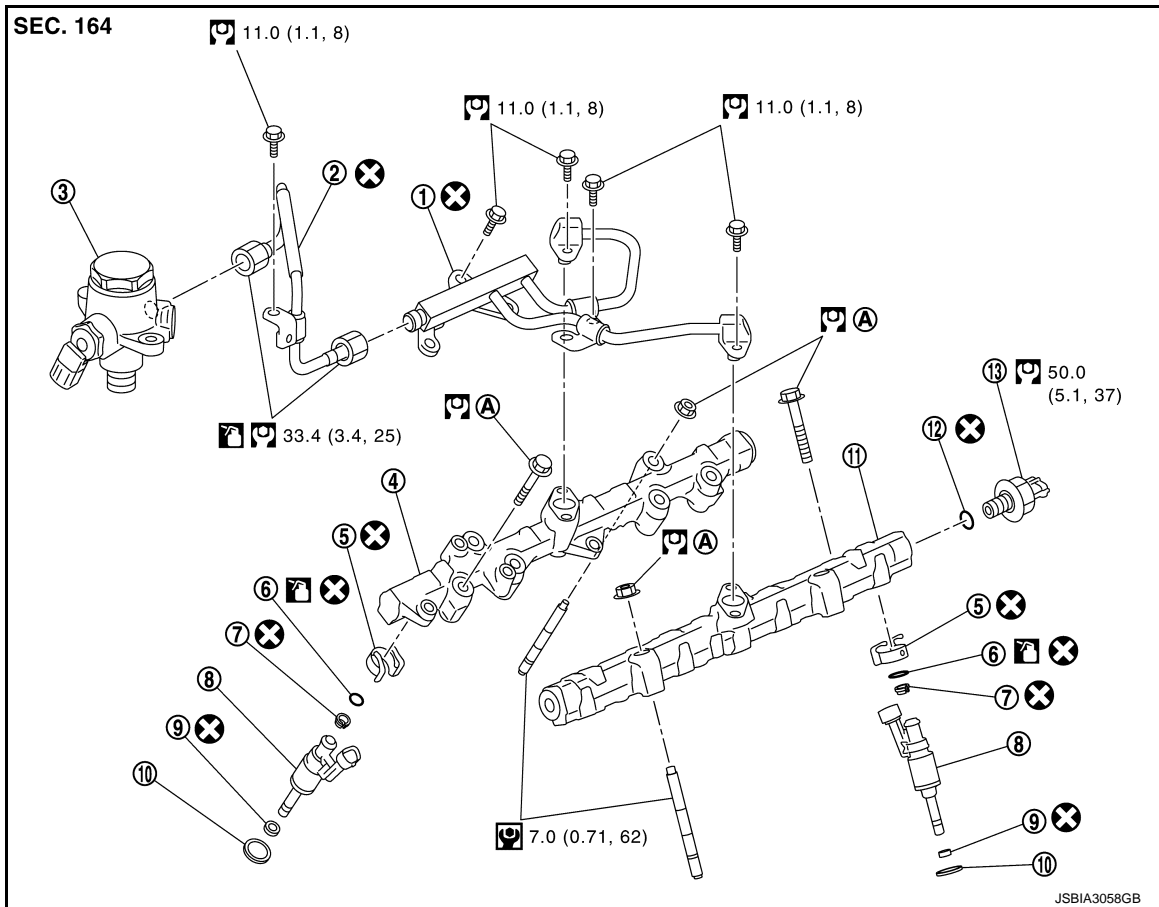 SEC. 164
11.0 (1.1, 8)
11.0 (1.1, 8)
11.0 (1.1, 8)
3
2
1
A
13
50.0
(5.1, 37)
33.4 (3.4, 25)
A
12
11
4
5
A
6
7
8
9
10
5
6
7
8
7.0 (0.71, 62)
9
10
JSBIA3058GB